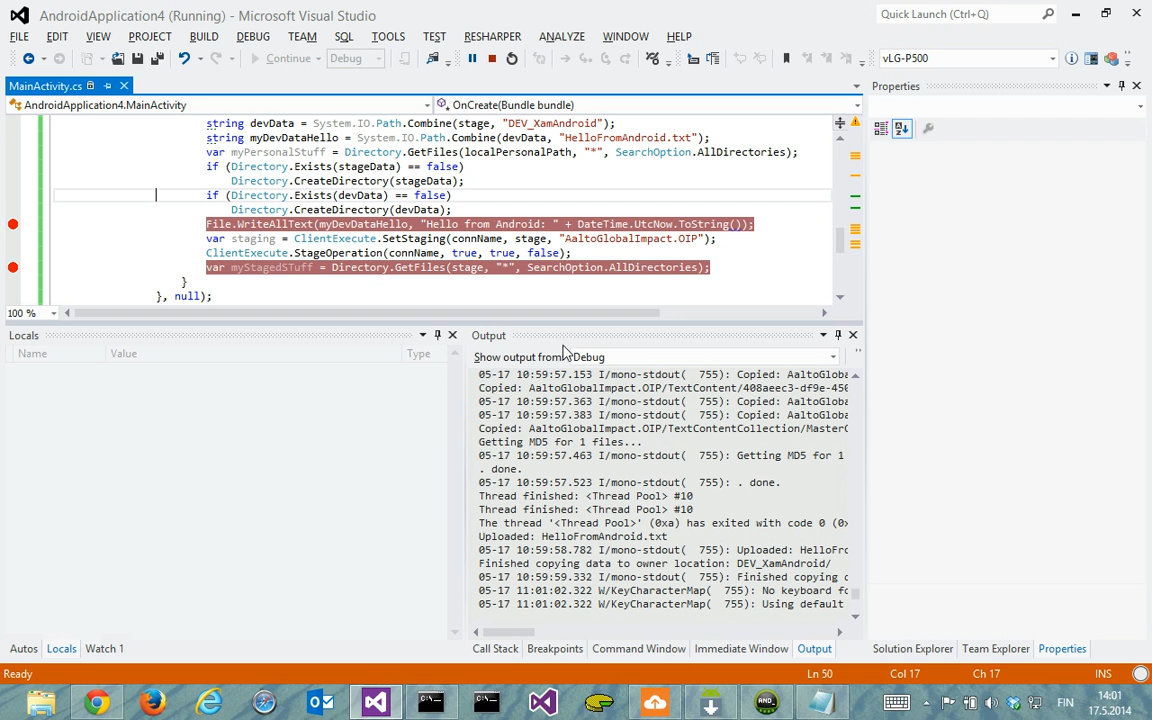 AndroidApplication4 (Running) - Microsoft Visual Studio
Quick Launch (Ctrl+Q)
FILE EDIT VIEW PROJECT BUILD DEBUG TEAM SQL TOOLS TEST RESHARPER ANALYZE WINDOW HELP
Continue Debug vLG-P500
MainActivity.cs
Properties
AndroidApplication4.MainActivity OnCreate(Bundle bundle)
string devData = System.IO.Path.Combine(stage, "DEV_XamAndroid");
string myDevDataHello = System.IO.Path.Combine(devData, "HelloFromAndroid.txt");
var myPersonalStuff = Directory.GetFiles(localPersonalPath, "*", SearchOption.AllDirectories);
if (Directory.Exists(stageData) == false)
Directory.CreateDirectory(stageData);
if (Directory.Exists(devData) == false)
Directory.CreateDirectory(devData);
File.WriteAllText(myDevDataHello, "Hello from Android: " + DateTime.UtcNow.ToString());
var staging = ClientExecute.SetStaging(connName, stage, "AaltoGlobalImpact.OIP");
ClientExecute.StageOperation(connName, true, true, false);
var myStagedSTuff = Directory.GetFiles(stage, "*", SearchOption.AllDirectories);
}
}, null);
100 %
Locals
Name Value Type
Output
Show output from: Debug
05-17 10:59:57.153 I/mono-stdout( 755): Copied: AaltoGloba
Copied: AaltoGlobalImpact.OIP/TextContent/408aeec3-df9e-450
05-17 10:59:57.363 I/mono-stdout( 755): Copied: AaltoGloba
05-17 10:59:57.383 I/mono-stdout( 755): Copied: AaltoGloba
Copied: AaltoGlobalImpact.OIP/TextContentCollection/MasterC
Getting MD5 for 1 files...
05-17 10:59:57.463 I/mono-stdout( 755): Getting MD5 for 1
. done.
05-17 10:59:57.523 I/mono-stdout( 755): . done.
Thread finished: <Thread Pool> #10
Thread finished: <Thread Pool> #10
The thread '<Thread Pool>' (0xa) has exited with code 0 (0x
Uploaded: HelloFromAndroid.txt
05-17 10:59:58.782 I/mono-stdout( 755): Uploaded: HelloFro
Finished copying data to owner location: DEV_XamAndroid/
05-17 10:59:59.332 I/mono-stdout( 755): Finished copying d
05-17 11:01:02.322 W/KeyCharacterMap( 755): No keyboard fo
05-17 11:01:02.322 W/KeyCharacterMap( 755): Using default
Autos Locals Watch 1
Call Stack Breakpoints Command Window Immediate Window Output
Solution Explorer Team Explorer Properties
Ready Ln 50 Col 17 Ch 17 INS
FIN
14:01
17.5.2014